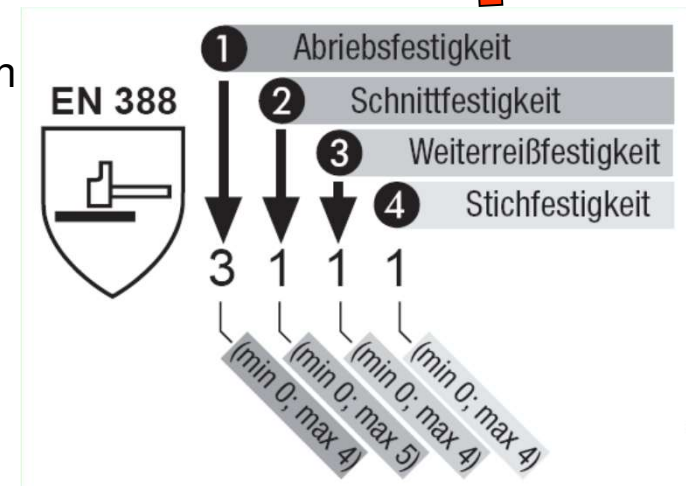 n
1 Abriebsfestigkeit
EN 388
2 Schnittfestigkeit
3 Weiterreißfestigkeit
4 Stichfestigkeit
3 1 1 1
(min 0; max 4)
(min 0; max 5)
(min 0; max 4)
(min 0; max 4)